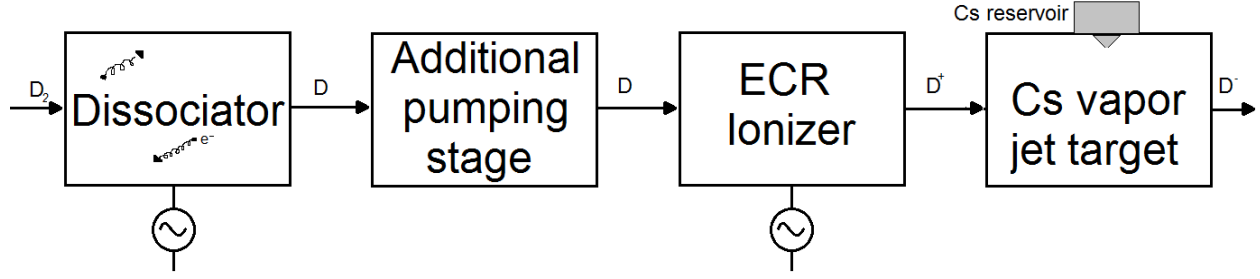 Cs reservoir
D₂
Dissociator
e⁻
D
Additional
pumping
stage
D
ECR
Ionizer
D⁺
Cs vapor
jet target
D⁻